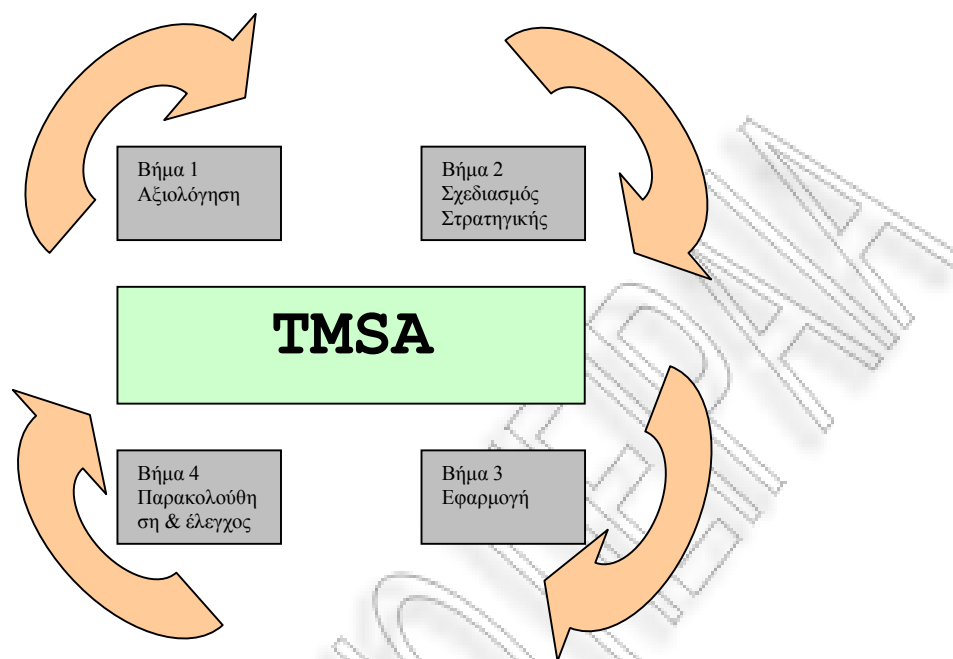 Βήμα 1
Αξιολόγηση
Βήμα 2
Σχεδιασμός
Στρατηγικής
TMSA
Βήμα 4
Παρακολούθη
ση & έλεγχος
Βήμα 3
Εφαρμογή